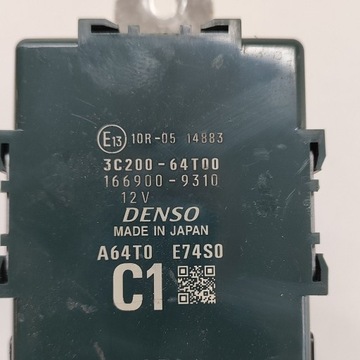 E13 10R-05 14883
3C200-64T00
166900-9310
12V
DENSO
MADE IN JAPAN
A64T0 E74S0
C1